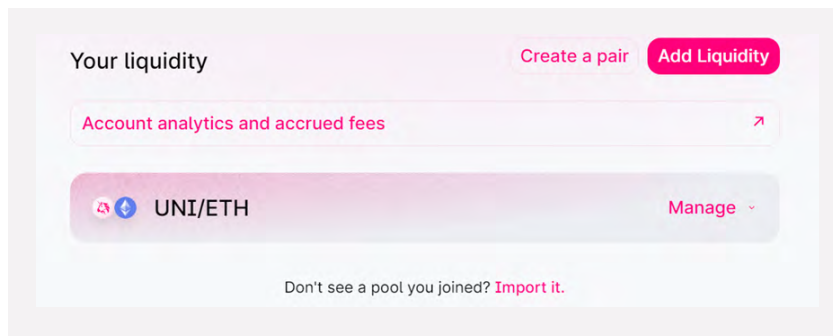 Your liquidity
Create a pair
Add Liquidity
Account analytics and accrued fees
UNI/ETH
Manage
Don't see a pool you joined? Import it.